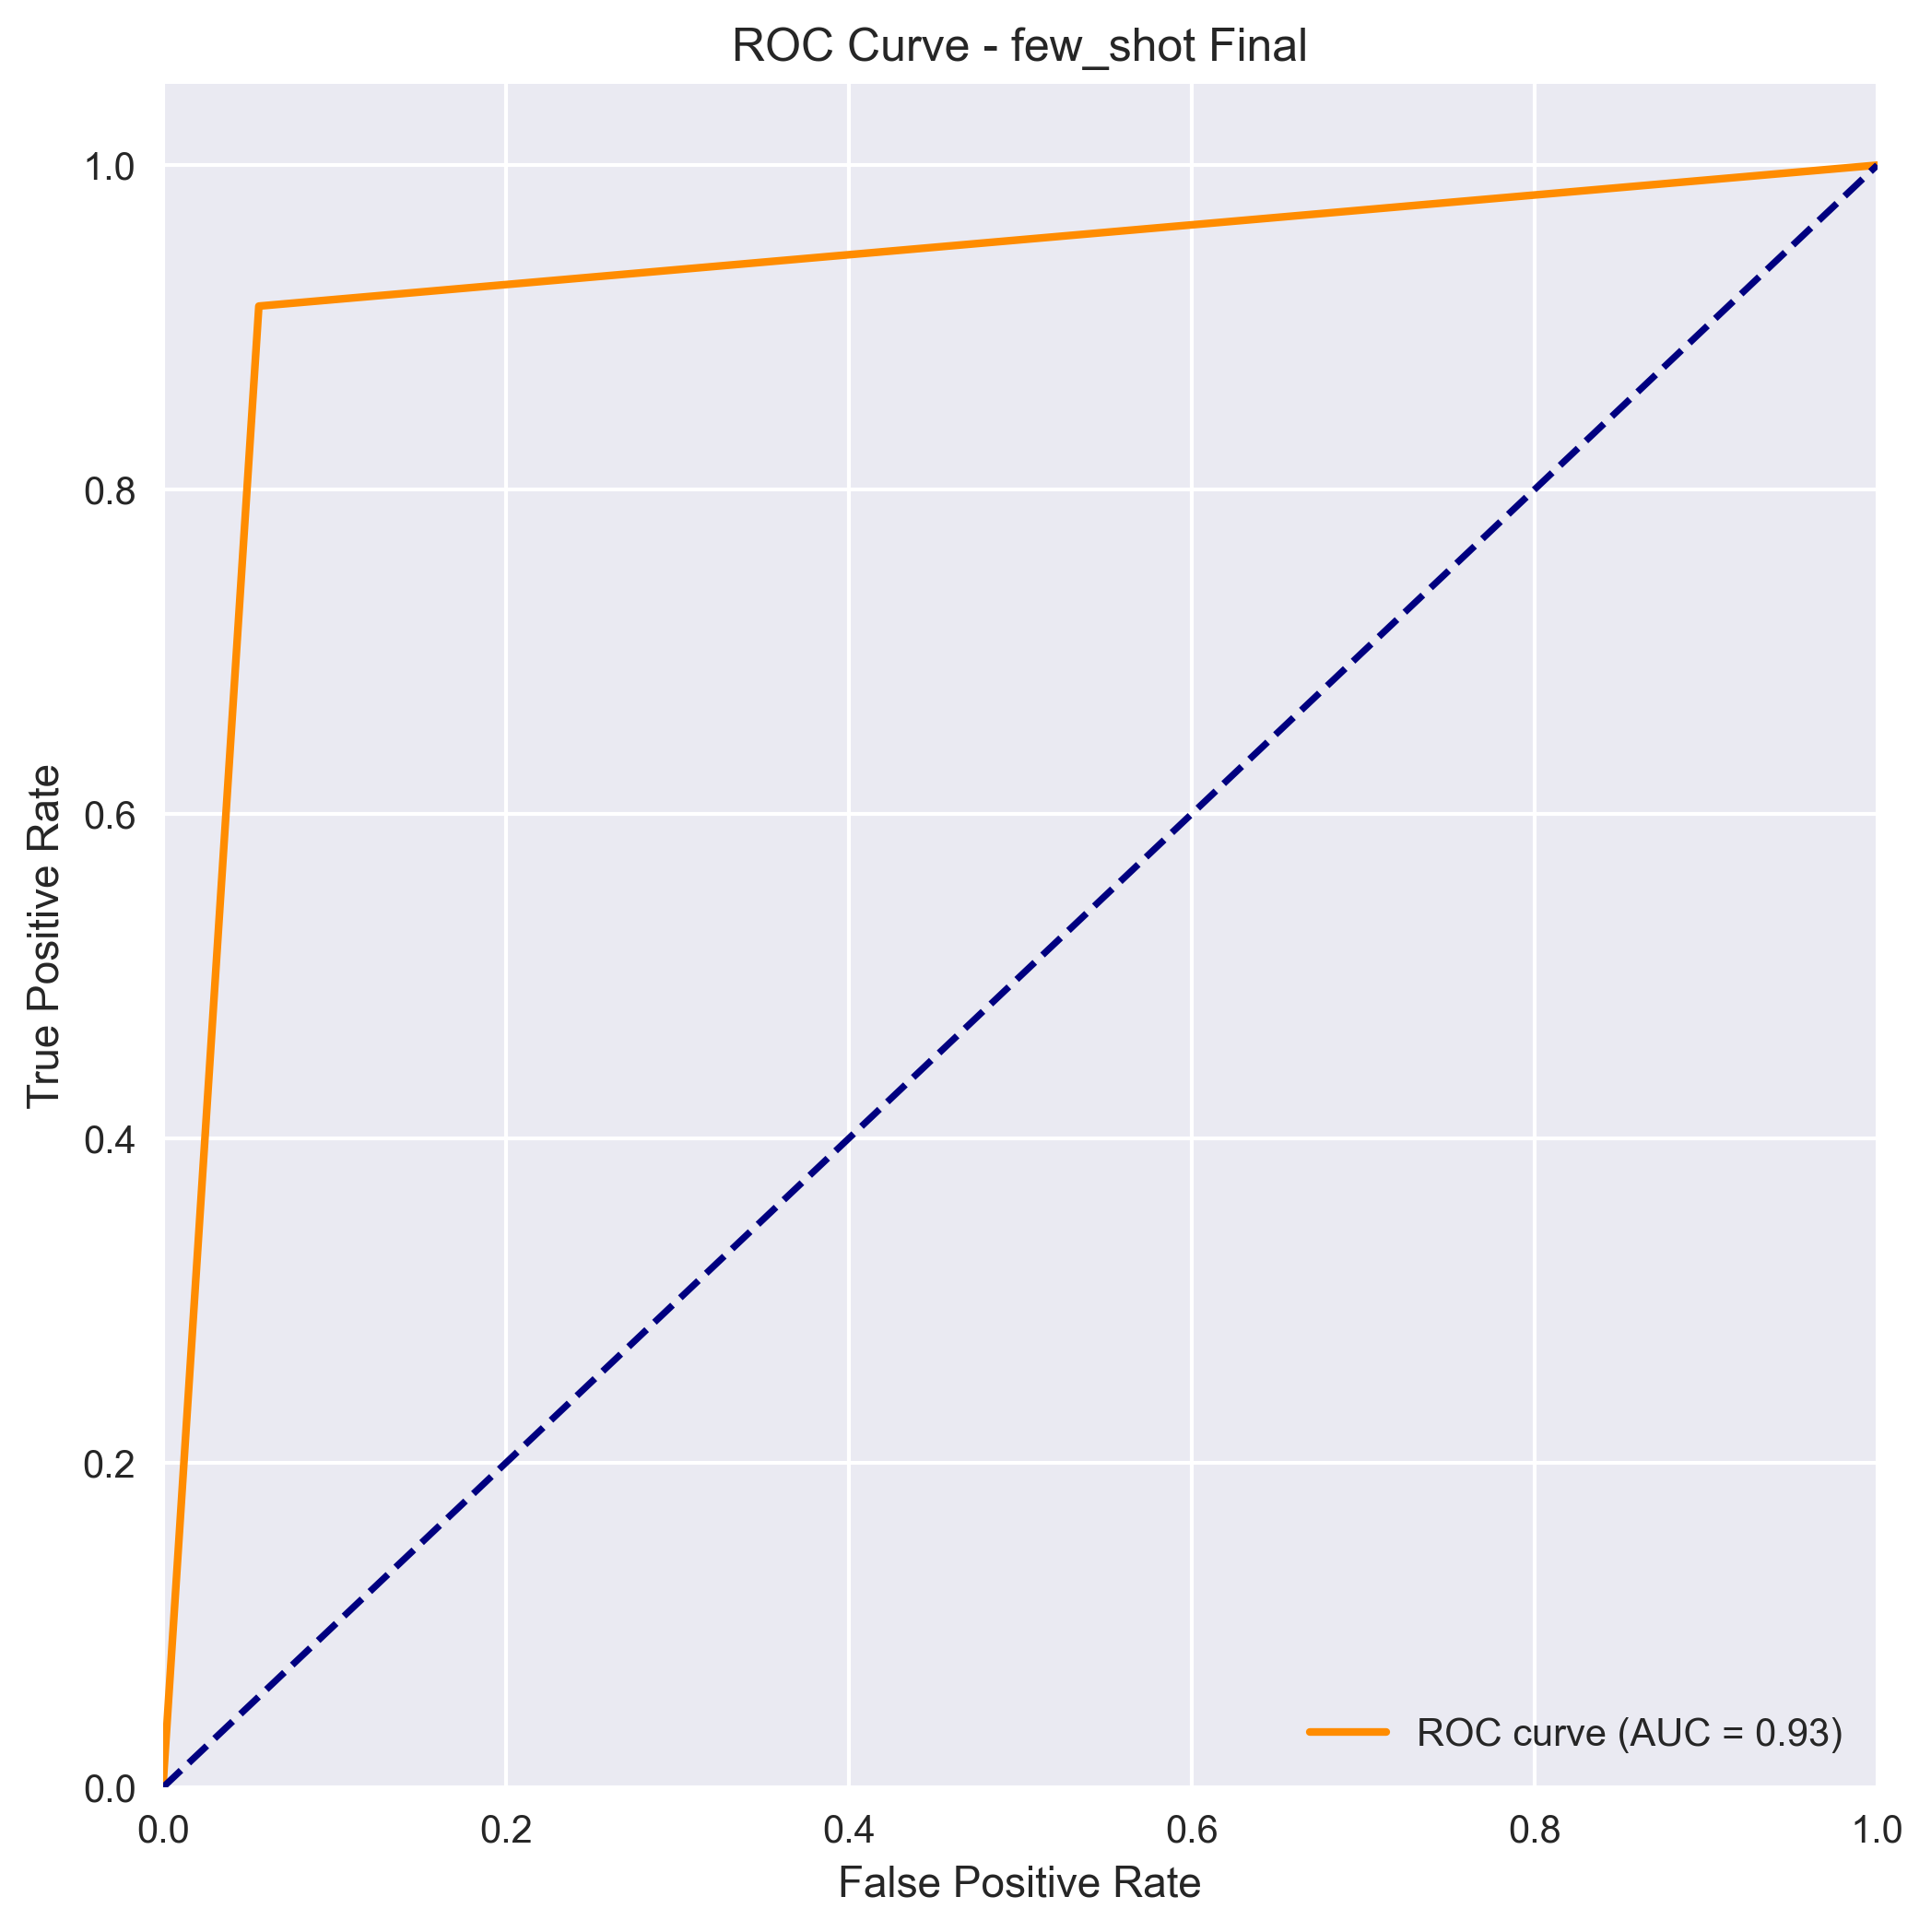 ROC Curve - few_shot Final
1.0
0.8
0.6
0.4
0.2
0.0
True Positive Rate
ROC curve (AUC = 0.93)
0.0 0.2 0.4 0.6 0.8 1.0
False Positive Rate